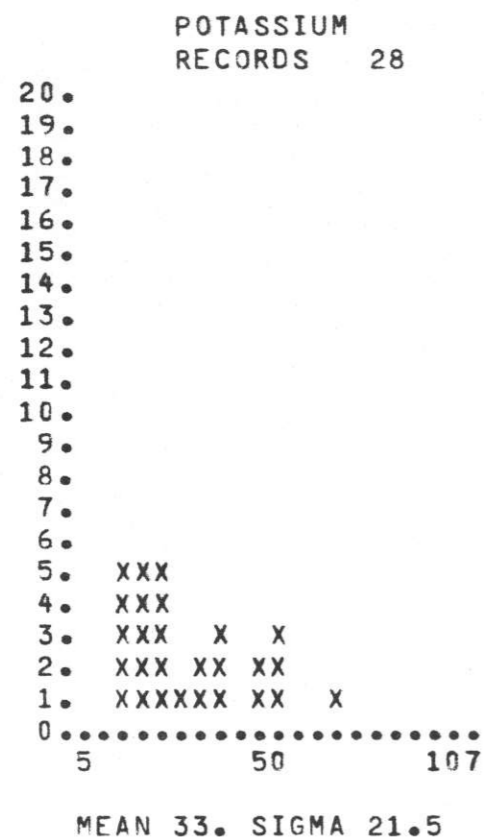 POTASSIUM
RECORDS 28
20.
19.
18.
17.
16.
15.
14.
13.
12.
11.
10.
9.
8.
7.
6.
5. XXX
4. XXX
3. XXX X X
2. XXX XX XX
1. XXXXXX XX X
0......................
5 50 107
MEAN 33. SIGMA 21.5